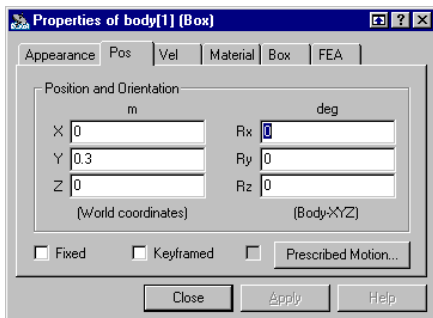 Properties of body[1] (Box)
Appearance Pos Vel Material Box FEA
Position and Orientation
m deg
X 0 Rx 0
Y 0.3 Ry 0
Z 0 Rz 0
(World coordinates) (Body-XYZ)
Fixed Keyframed Prescribed Motion...
Close Apply Help